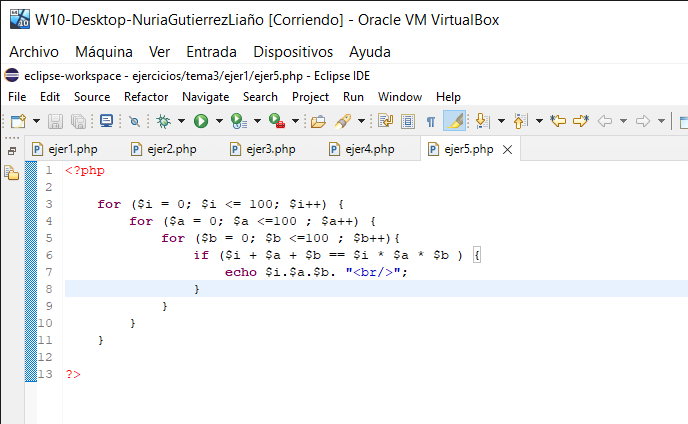 W10-Desktop-NuriaGutierrezLiaño [Corriendo] - Oracle VM VirtualBox
Archivo Máquina Ver Entrada Dispositivos Ayuda
eclipse-workspace - ejercicios/tema3/ejer1/ejer5.php - Eclipse IDE
File Edit Source Refactor Navigate Search Project Run Window Help
ejer1.php ejer2.php ejer3.php ejer4.php ejer5.php
1 <?php
2
3 for ($i = 0; $i <= 100; $i++) {
4 for ($a = 0; $a <=100 ; $a++) {
5 for ($b = 0; $b <=100 ; $b++){
6 if ($i + $a + $b == $i * $a * $b ) {
7 echo $i.$a.$b. "<br/>";
8 }
9 }
10 }
11 }
12
13 ?>